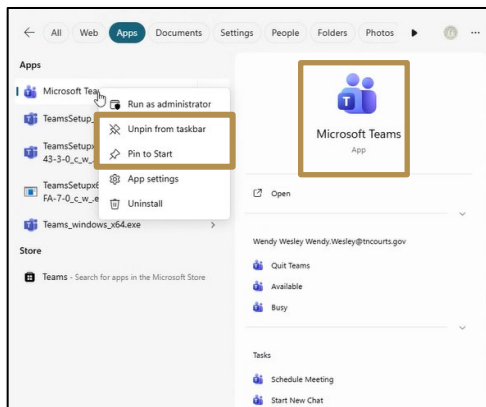 All Web Apps Documents Settings People Folders Photos
Apps
Microsoft Tea
Run as administrator
Unpin from taskbar
Pin to Start
App settings
Uninstall
TeamsSetup_
TeamsSetupx
43-3-0_c_w_.
TeamsSetupx6
FA-7-0_c_w_.e
Teams_windows_x64.exe
Store
Teams - Search for apps in the Microsoft Store
Microsoft Teams
App
Open
Wendy Wesley Wendy.Wesley@tncourts.gov
Quit Teams
Available
Busy
Tasks
Schedule Meeting
Start New Chat